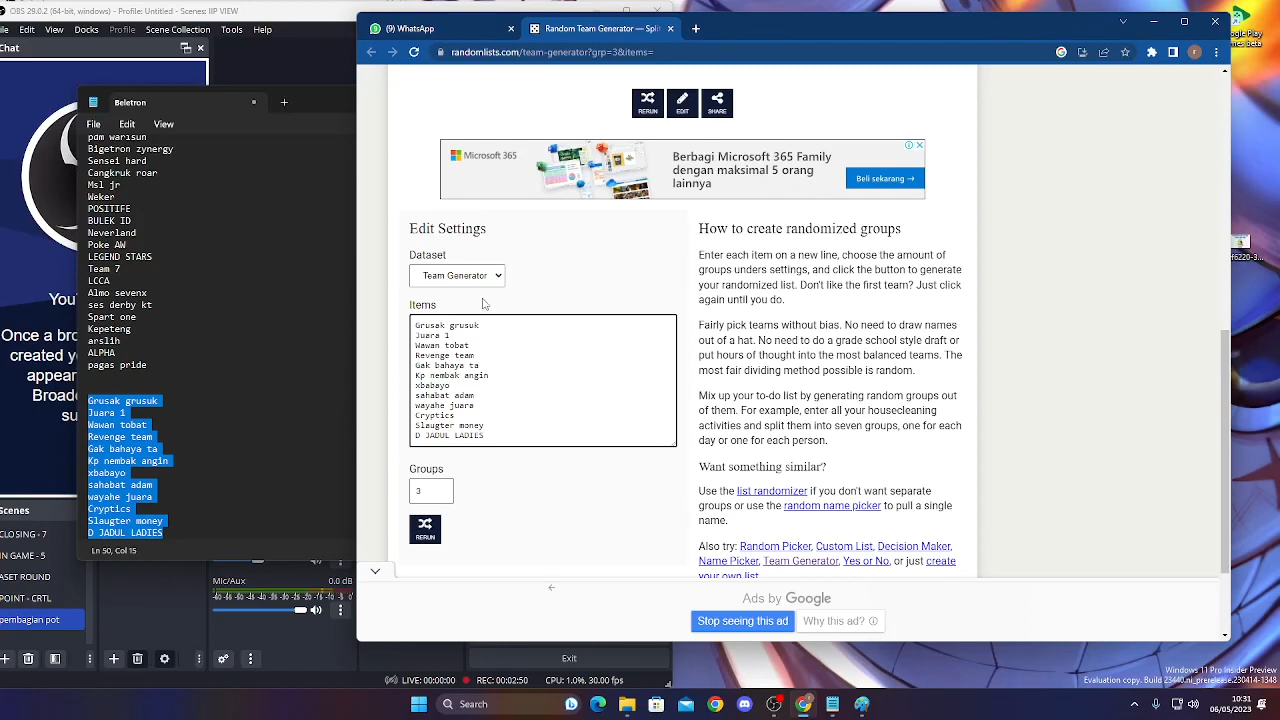 OBS 29.0.2 (64-bit, windows) - Profile: Untitled - Scenes: IIP VIEW
View
Docks
Profile
Scene Collection
Tools
Help
Chat
Beletron
File
Edit
View
pdm warisun
Bigetron zynergy
Sensei hand
kontrakan moron
we jr
Weker
POSITIFE
BULEK ID
Neverland
Dream AW
REQUEST STARS
Team 7
LCCA
Almo sevenx
ses derby kt
6part one
Kepeteng
Brilliant
ALPHA
Grusak grusuk
Juara 1
Wawan tobat
Revenge team
Gak bahaya ta
Kp nembak angin
xbabayo
sahabat adam
wayahe juara
Cryptics
Slaugter money
D JADUL LADIES
Ln 50, Col 15
Scenes
CLOSING - 7
IN GAME - 5
POINT - GRTL
pembagian pot
Mic/Aux
0.0 dB
Exit
LIVE: 00:00:00
REC: 00:02:50
CPU: 1.0%, 30.00 fps
(9) WhatsApp
Random Team Generator — Split
randomlists.com/team-generator?grp=3&items=
RERUN
EDIT
SHARE
Microsoft 365
Berbagi Microsoft 365 Family
dengan maksimal 5 orang
lainnya
Beli sekarang →
Edit Settings
Dataset
Team Generator
Items
Grusak grusuk
Juara 1
Wawan tobat
Revenge team
Gak bahaya ta
Kp nembak angin
xbabayo
sahabat adam
wayahe juara
Cryptics
Slaugter money
D JADUL LADIES
Groups
3
RERUN
How to create randomized groups
Enter each item on a new line, choose the amount of
groups unders settings, and click the button to generate
your randomized list. Don't like the first team? Just click
again until you do.
Fairly pick teams without bias. No need to draw names
out of a hat. No need to do a grade school style draft or
put hours of thought into the most balanced teams. The
most fair dividing method possible is random.
Mix up your to-do list by generating random groups out
of them. For example, enter all your housecleaning
activities and split them into seven groups, one for each
day or one for each person.
Want something similar?
Use the list randomizer if you don't want separate
groups or use the random name picker to pull a single
name.
Also try: Random Picker, Custom List, Decision Maker,
Name Picker, Team Generator, Yes or No, or just create
your own list
Ads by Google
Stop seeing this ad
Why this ad?
Windows 11 Pro Insider Preview
Evaluation copy. Build 23440.ni_prerelease.230414-1348
Search
10:31
06/05/2023